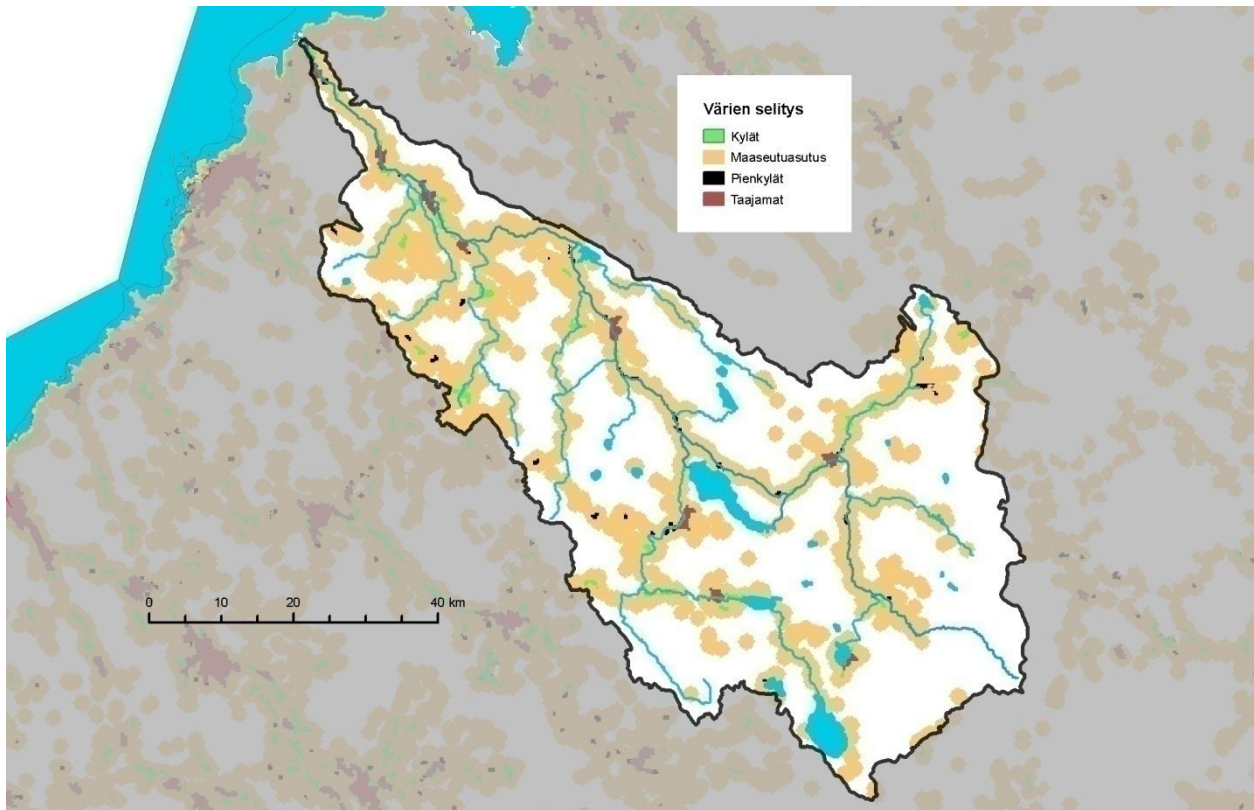 Värien selitys
Kylät
Maaseutuasutus
Pienkylät
Taajamat
0 10 20 40 km